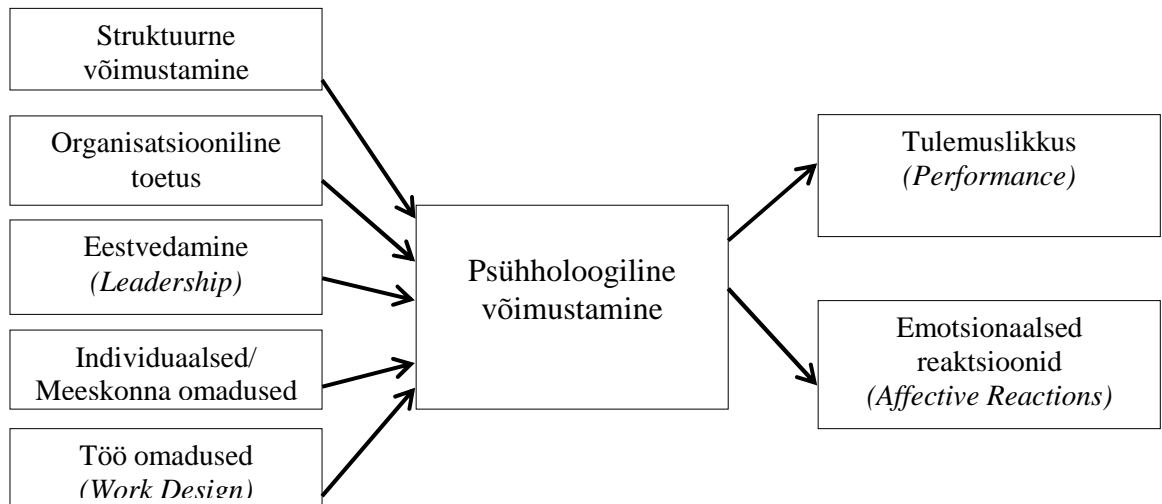 Struktuurne
võimustamine
Organisatsiooniline
toetus
Eestvedamine
(Leadership)
Individuaalsed/
Meeskonna omadused
Töö omadused
(Work Design)
Psühholoogiline
võimustamine
Tulemuslikkus
(Performance)
Emotsionaalsed
reaktsioonid
(Affective Reactions)